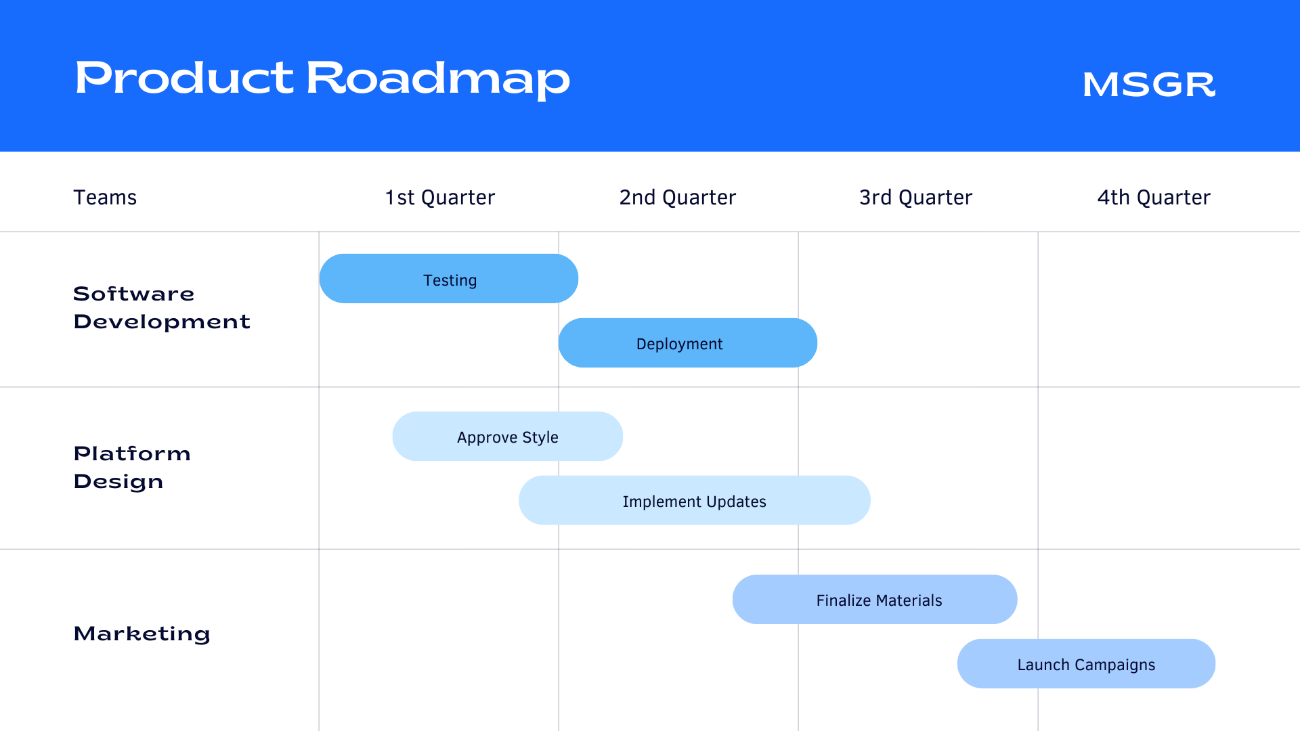 Product Roadmap
MSGR
Teams
1st Quarter
2nd Quarter
3rd Quarter
4th Quarter
Software
Development
Testing
Deployment
Platform
Design
Approve Style
Implement Updates
Marketing
Finalize Materials
Launch Campaigns